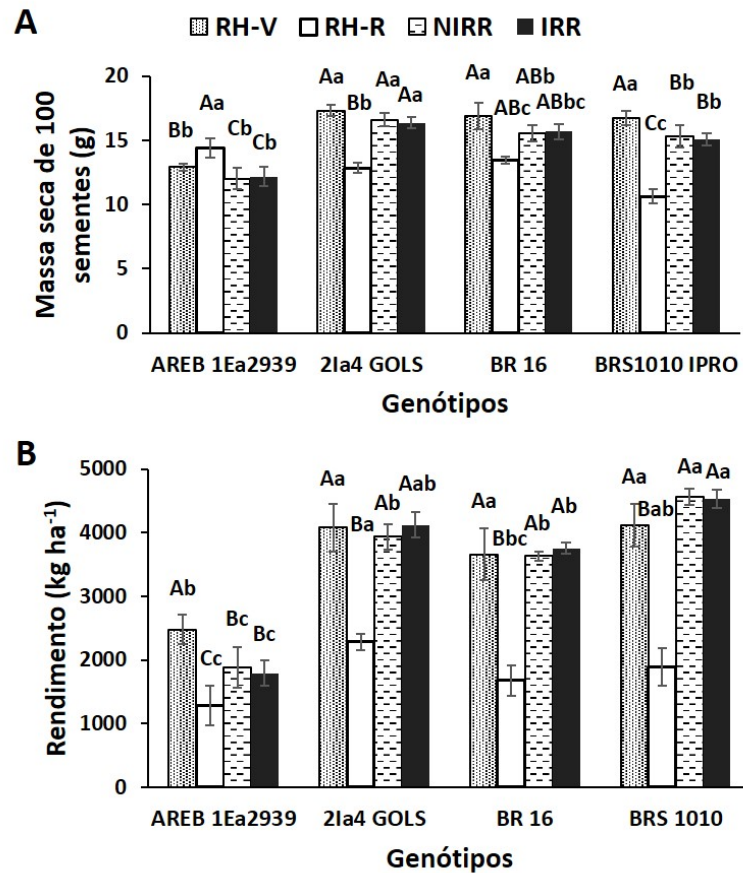 A
RH-V RH-R NIRR IRR
Massa seca de 100
sementes (g)
20
15
10
5
0
Bb Aa Cb Cb
Aa Bb Aa Aa
Aa ABc ABb ABbc
Aa Cc Bb Bb
AREB 1Ea2939 2Ia4 GOLS BR 16 BRS1010 IPRO
Genótipos
B
Rendimento (kg ha⁻¹)
5000
4000
3000
2000
1000
0
Ab Cc Bc Bc
Aa Ba Ab Aab
Aa Bbc Ab Ab
Aa Bab Aa Aa
AREB 1Ea2939 2Ia4 GOLS BR 16 BRS 1010
Genótipos